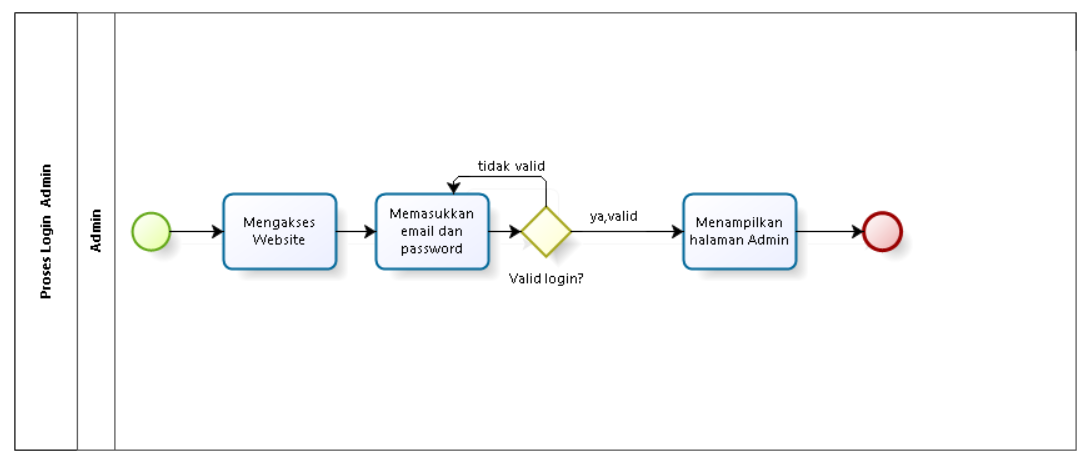 Proses Login Admin
Admin
Mengakses
Website
Memasukkan
email dan
password
tidak valid
Valid login?
ya,valid
Menampilkan
halaman Admin